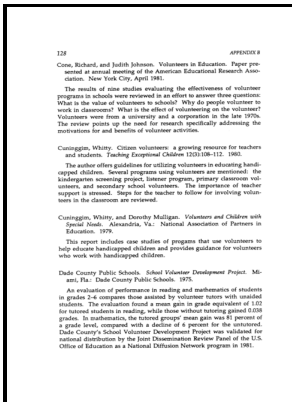 128
APPENDIX B
Cone, Richard, and Judith Johnson. Volunteers in Education. Paper pre-
sented at annual meeting of the American Educational Research Asso-
ciation. New York City, April 1981.
The results of nine studies evaluating the effectiveness of volunteer
programs in schools were reviewed in an effort to answer three questions:
What is the value of volunteers to schools? Why do people volunteer to
work in classrooms? What is the effect of volunteering on the volunteer?
Volunteers were from a university and a corporation in the late 1970s.
The review points up the need for research specifically addressing the
motivations for and benefits of volunteer activities.
Cuninggim, Whitty. Citizen volunteers: a growing resource for teachers
and students. Teaching Exceptional Children 12(3):108-112. 1980.
The author offers guidelines for utilizing volunteers in educating handi-
capped children. Several programs using volunteers are mentioned: the
kindergarten screening project, listener program, primary classroom vol-
unteers, and secondary school volunteers. The importance of teacher
support is stressed. Steps for the teacher to follow for involving volun-
teers in the classroom are reviewed.
Cuninggim, Whitty, and Dorothy Mulligan. Volunteers and Children with
Special Needs. Alexandria, Va.: National Association of Partners in
Education. 1979.
This report includes case studies of progams that use volunteers to
help educate handicapped children and provides guidance for volunteers
who work with handicapped children.
Dade County Public Schools. School Volunteer Development Project. Mi-
ami, Fla.: Dade County Public Schools. 1975.
An evaluation of performance in reading and mathematics of students
in grades 2-6 compares those assisted by volunteer tutors with unaided
students. The evaluation found a mean gain in grade equivalent of 1.02
for tutored students in reading, while those without tutoring gained 0.038
grades. In mathematics, the tutored groups' mean gain was 81 percent of
a grade level, compared with a decline of 6 percent for the untutored.
Dade County's School Volunteer Development Project was validated for
national distribution by the Joint Dissemination Review Panel of the U.S.
Office of Education as a National Diffusion Network program in 1981.